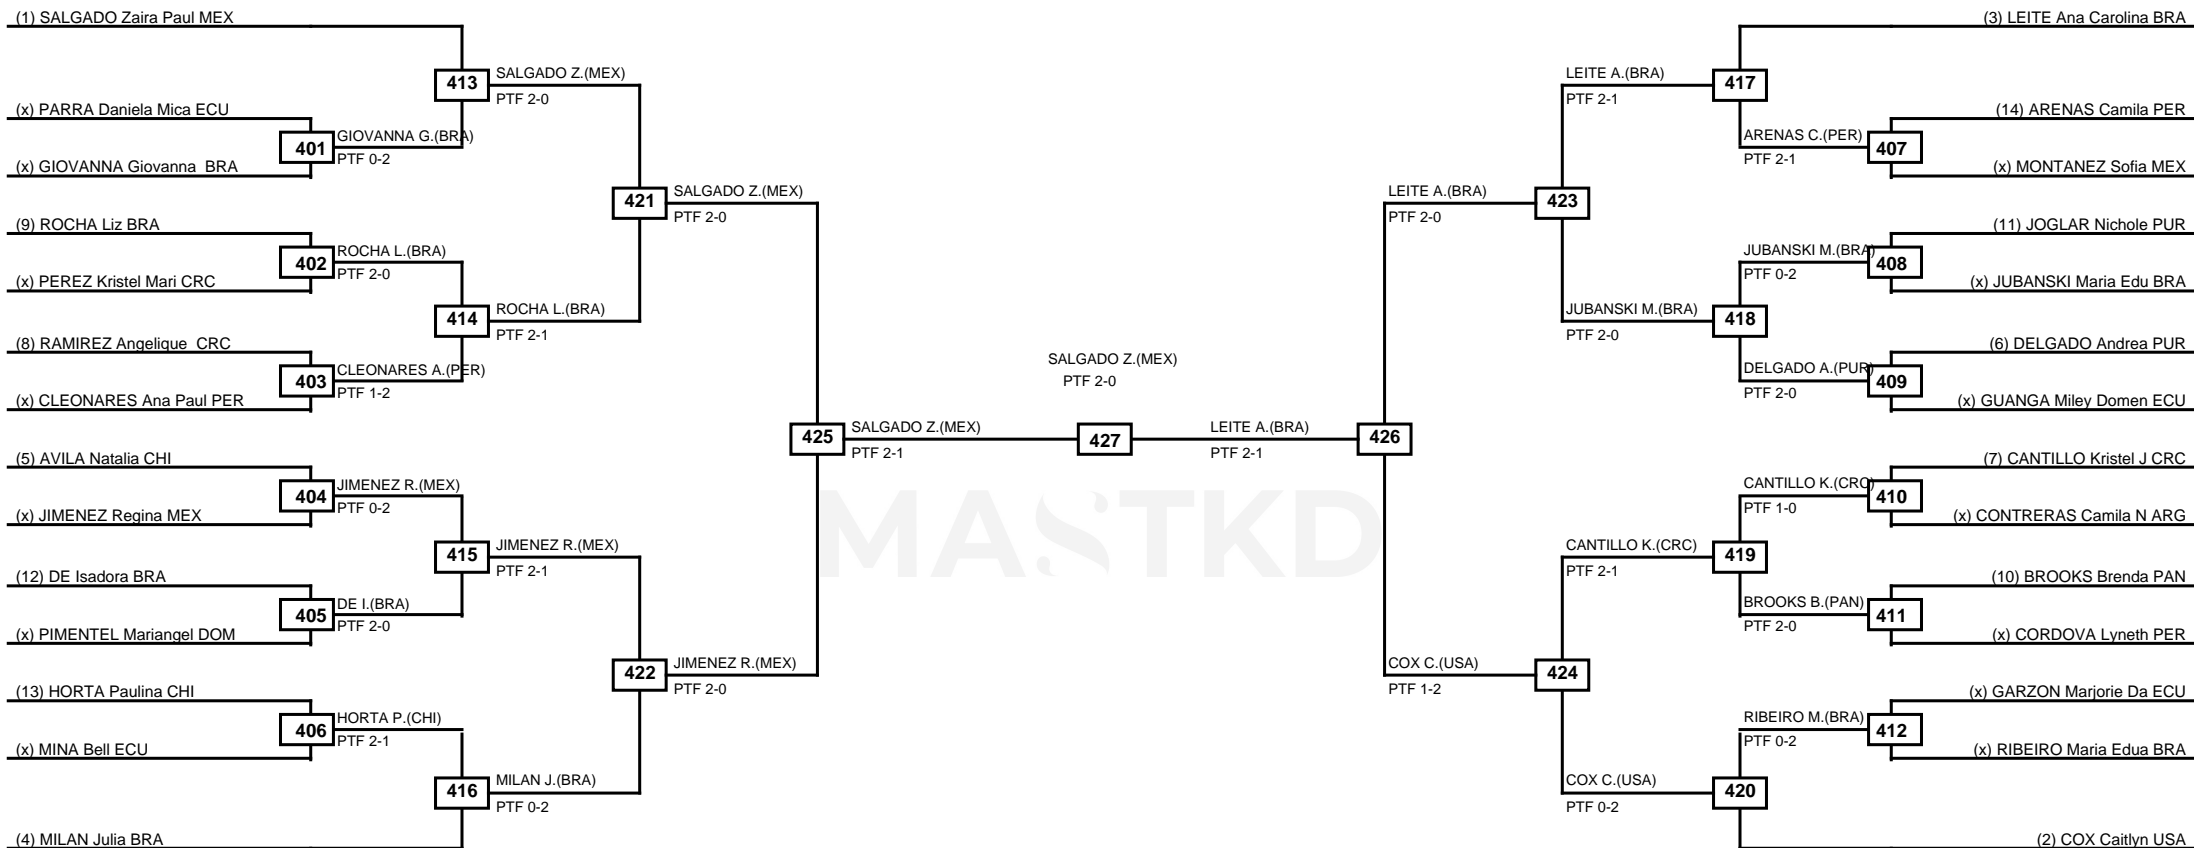 (1) SALGADO Zaira Paul MEX
(x) PARRA Daniela Mica ECU
(x) GIOVANNA Giovanna  BRA
(9) ROCHA Liz BRA
(x) PEREZ Kristel Mari CRC
(8) RAMIREZ Angelique  CRC
(x) CLEONARES Ana Paul PER
(5) AVILA Natalia CHI
(x) JIMENEZ Regina MEX
(12) DE Isadora BRA
(x) PIMENTEL Mariangel DOM
(13) HORTA Paulina CHI
(x) MINA Bell ECU
(4) MILAN Julia BRA
401
GIOVANNA G.(BRA)
PTF 0-2
402
ROCHA L.(BRA)
PTF 2-0
403
CLEONARES A.(PER)
PTF 1-2
404
JIMENEZ R.(MEX)
PTF 0-2
405
DE I.(BRA)
PTF 2-0
406
HORTA P.(CHI)
PTF 2-1
413
SALGADO Z.(MEX)
PTF 2-0
414
ROCHA L.(BRA)
PTF 2-1
415
JIMENEZ R.(MEX)
PTF 2-1
416
MILAN J.(BRA)
PTF 0-2
421
SALGADO Z.(MEX)
PTF 2-0
422
JIMENEZ R.(MEX)
PTF 2-0
425
SALGADO Z.(MEX)
PTF 2-1
SALGADO Z.(MEX)
PTF 2-0
427
MASTKD
LEITE A.(BRA)
PTF 2-1
426
LEITE A.(BRA)
PTF 2-0
423
COX C.(USA)
PTF 1-2
424
LEITE A.(BRA)
PTF 2-1
417
JUBANSKI M.(BRA)
PTF 2-0
418
CANTILLO K.(CRC)
PTF 2-1
419
COX C.(USA)
PTF 0-2
420
ARENAS C.(PER)
PTF 2-1
407
JUBANSKI M.(BRA)
PTF 0-2
408
DELGADO A.(PUR)
PTF 2-0
409
CANTILLO K.(CRC)
PTF 1-0
410
BROOKS B.(PAN)
PTF 2-0
411
RIBEIRO M.(BRA)
PTF 0-2
412
(3) LEITE Ana Carolina BRA
(14) ARENAS Camila PER
(x) MONTANEZ Sofia MEX
(11) JOGLAR Nichole PUR
(x) JUBANSKI Maria Edu BRA
(6) DELGADO Andrea PUR
(x) GUANGA Miley Domen ECU
(7) CANTILLO Kristel J CRC
(x) CONTRERAS Camila N ARG
(10) BROOKS Brenda PAN
(x) CORDOVA Lyneth PER
(x) GARZON Marjorie Da ECU
(x) RIBEIRO Maria Edua BRA
(2) COX Caitlyn USA